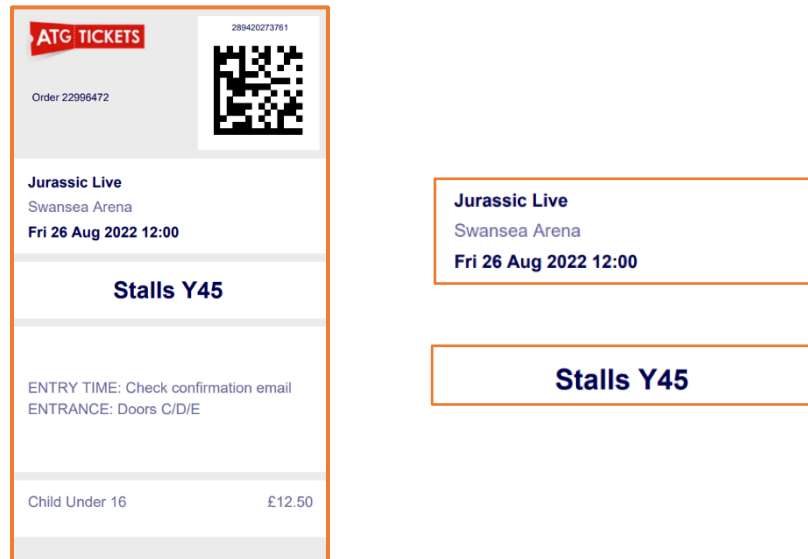 ATG TICKETS
289420273761
Order 22996472
Jurassic Live
Swansea Arena
Fri 26 Aug 2022 12:00
Stalls Y45
ENTRY TIME: Check confirmation email
ENTRANCE: Doors C/D/E
Child Under 16 £12.50
Jurassic Live
Swansea Arena
Fri 26 Aug 2022 12:00
Stalls Y45